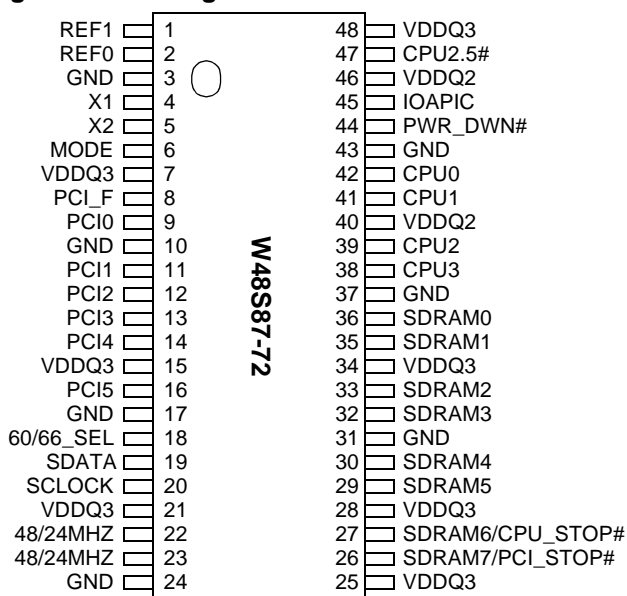 REF1 1 48 VDDQ3
REF0 2 47 CPU2.5#
GND 3 46 VDDQ2
X1 4 45 IOAPIC
X2 5 44 PWR_DWN#
MODE 6 43 GND
VDDQ3 7 42 CPU0
PCI_F 8 41 CPU1
PCI0 9 40 VDDQ2
GND 10 39 CPU2
PCI1 11 38 CPU3
PCI2 12 37 GND
PCI3 13 36 SDRAM0
PCI4 14 35 SDRAM1
VDDQ3 15 34 VDDQ3
PCI5 16 33 SDRAM2
GND 17 32 SDRAM3
60/66_SEL 18 31 GND
SDATA 19 30 SDRAM4
SCLOCK 20 29 SDRAM5
VDDQ3 21 28 VDDQ3
48/24MHZ 22 27 SDRAM6/CPU_STOP#
48/24MHZ 23 26 SDRAM7/PCI_STOP#
GND 24 25 VDDQ3
W48S87-72